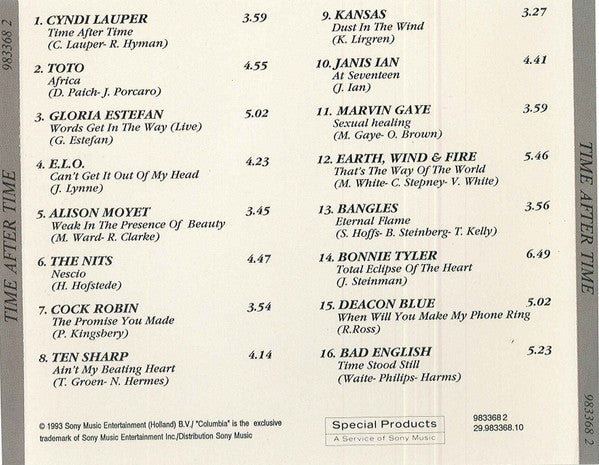 TIME AFTER TIME
983368 2
1. CYNDI LAUPER 3.59
Time After Time
(C. Lauper- R. Hyman)
2. TOTO 4.55
Africa
(D. Paich- J. Porcaro)
3. GLORIA ESTEFAN 5.02
Words Get In The Way (Live)
(G. Estefan)
4. E.L.O. 4.23
Can't Get It Out Of My Head
(J. Lynne)
5. ALISON MOYET 3.45
Weak In The Presence Of Beauty
(M. Ward- R. Clarke)
6. THE NITS 4.47
Nescio
(H. Hofstede)
7. COCK ROBIN 3.54
The Promise You Made
(P. Kingsbery)
8. TEN SHARP 4.14
Ain't My Beating Heart
(T. Groen- N. Hermes)
9. KANSAS 3.27
Dust In The Wind
(K. Lirgren)
10. JANIS IAN 4.41
At Seventeen
(J. Ian)
11. MARVIN GAYE 3.59
Sexual healing
(M. Gaye- O. Brown)
12. EARTH, WIND & FIRE 5.46
That's The Way Of The World
(M. White- C. Stepney- V. White)
13. BANGLES 3.56
Eternal Flame
(S. Hoffs- B. Steinberg- T. Kelly)
14. BONNIE TYLER 6.49
Total Eclipse Of The Heart
(J. Steinman)
15. DEACON BLUE 5.02
When Will You Make My Phone Ring
(R.Ross)
16. BAD ENGLISH 5.23
Time Stood Still
(Waite- Philips- Harms)
© 1993 Sony Music Entertainment (Holland) B.V./ "Columbia" is the exclusive
trademark of Sony Music Entertainment Inc./Distribution Sony Music
Special Products
A Service of Sony Music
983368 2
29.983368.10
TIME AFTER TIME
983368 2